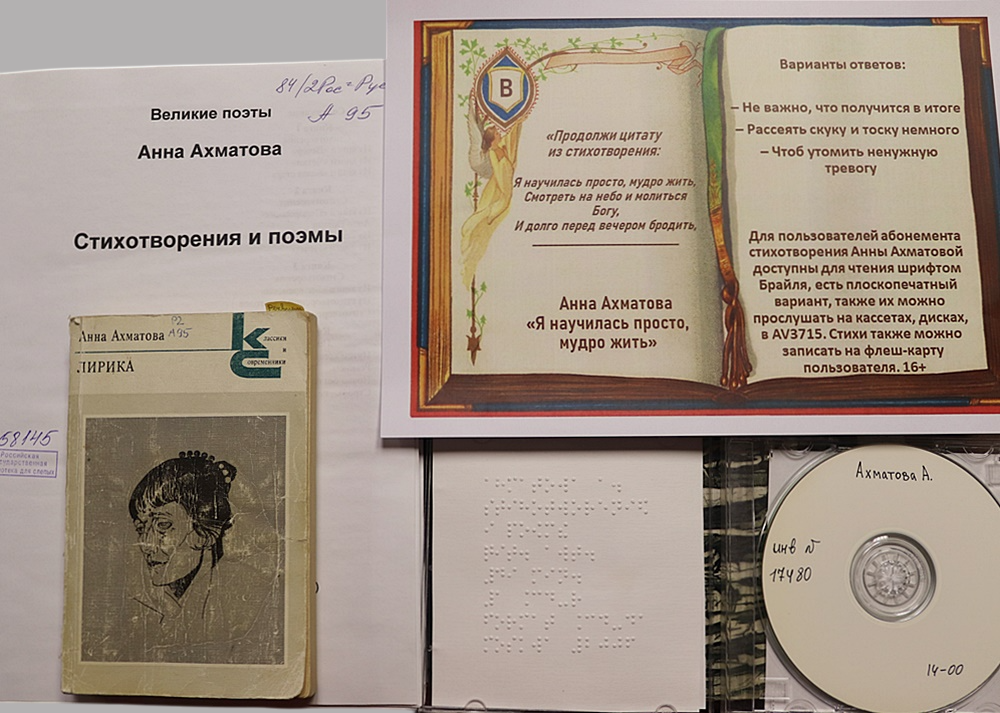 84/2Рос=Рус
А 95
Великие поэты
Анна Ахматова
Стихотворения и поэмы
58145
Российская
для слепых
Р2
А95
Анна Ахматова
ЛИРИКА
Классики
и
современники
В
«Продолжи цитату
из стихотворения:
Я научилась просто, мудро жить,
Смотреть на небо и молиться
Богу,
И долго перед вечером бродить,
Анна Ахматова
«Я научилась просто,
мудро жить»
Варианты ответов:
– Не важно, что получится в итоге
– Рассеять скуку и тоску немного
– Чтоб утомить ненужную
тревогу
Для пользователей абонемента
стихотворения Анны Ахматовой
доступны для чтения шрифтом
Брайля, есть плоскопечатный
вариант, также их можно
прослушать на кассетах, дисках,
в AV3715. Стихи также можно
записать на флеш-карту
пользователя. 16+
Ахматова А.
инв №
17480
14-00